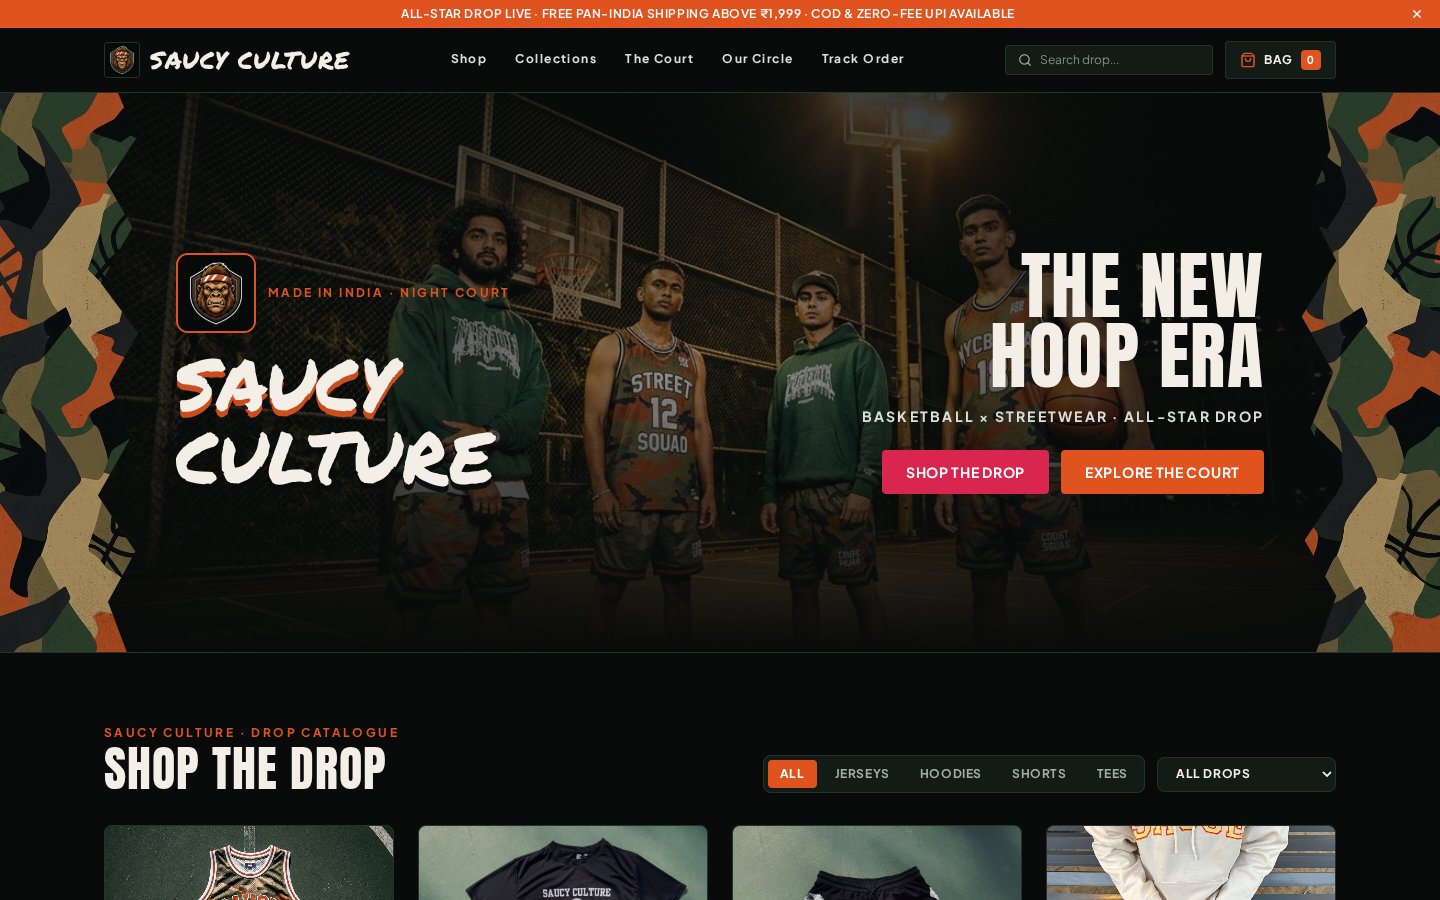 ALL-STAR DROP LIVE · FREE PAN-INDIA SHIPPING ABOVE ₹1,999 · COD & ZERO-FEE UPI AVAILABLE
SAUCY CULTURE
Shop
Collections
The Court
Our Circle
Track Order
Search drop...
BAG
0
MADE IN INDIA · NIGHT COURT
SAUCY
CULTURE
THE NEW
HOOP ERA
BASKETBALL × STREETWEAR · ALL-STAR DROP
SHOP THE DROP
EXPLORE THE COURT
STREET
12
SQUAD
SAUCY CULTURE · DROP CATALOGUE
SHOP THE DROP
ALL
JERSEYS
HOODIES
SHORTS
TEES
ALL DROPS
SAUCY CULTURE